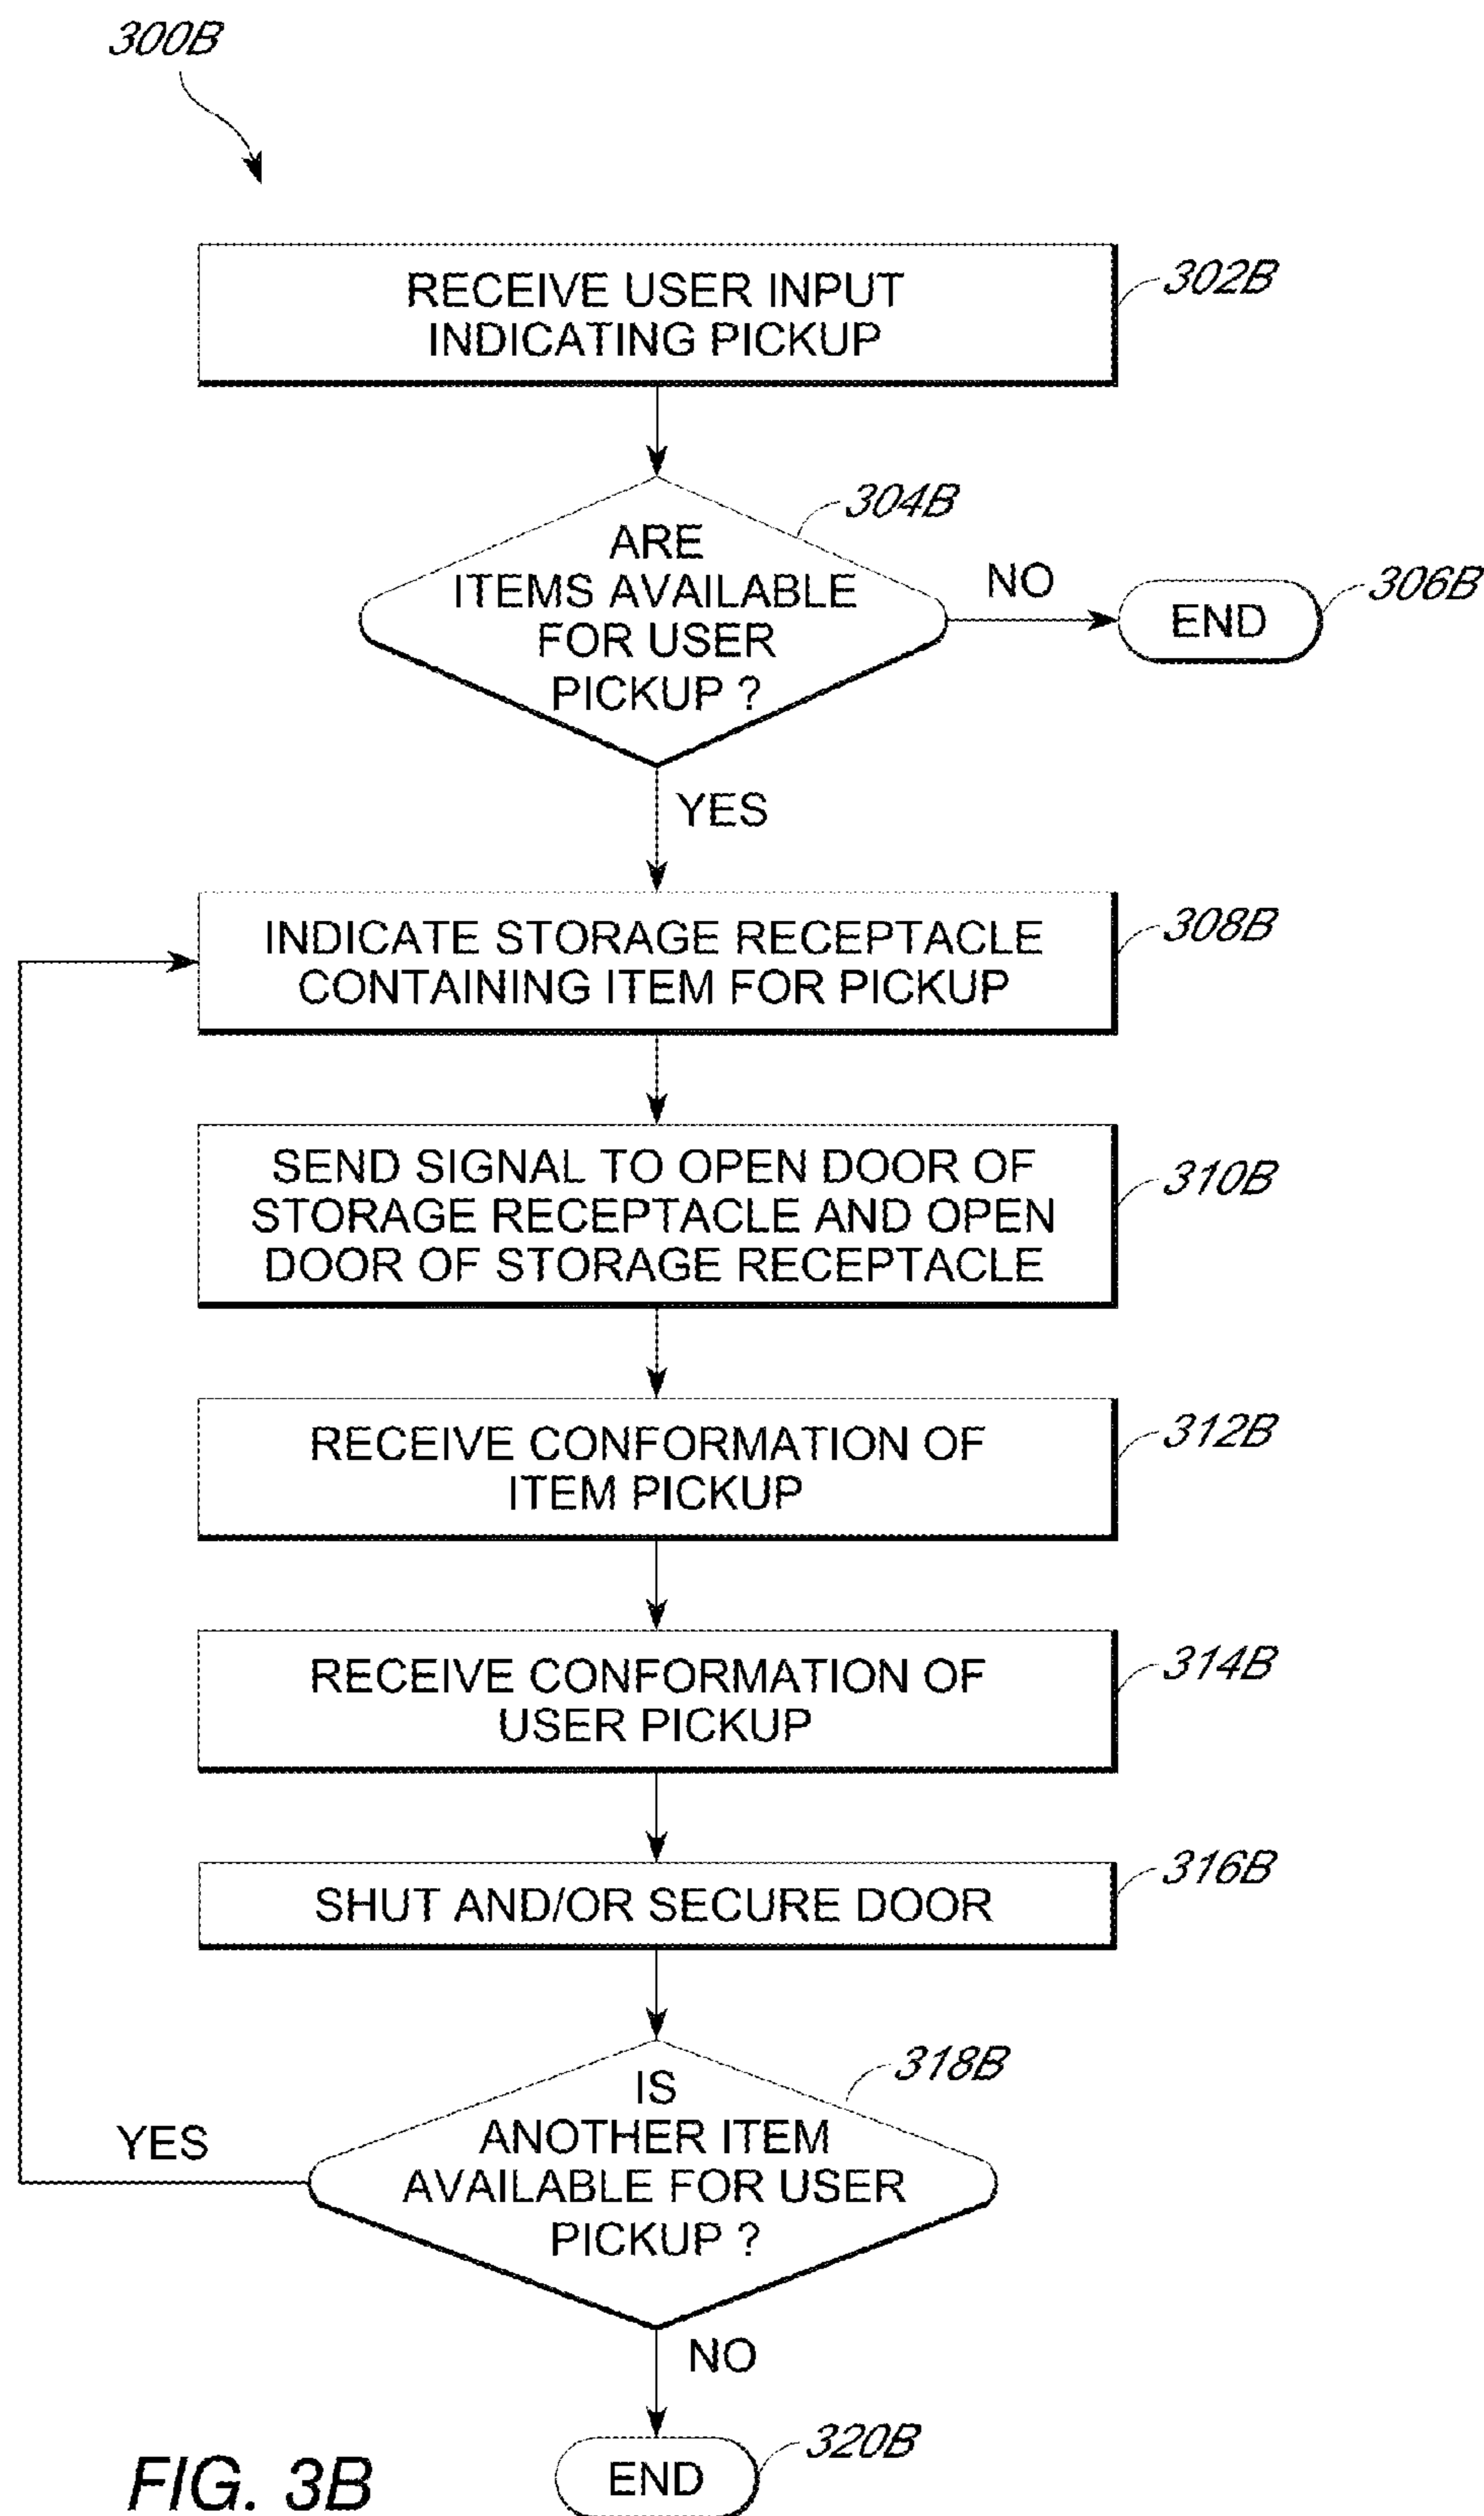 300B
RECEIVE USER INPUT
INDICATING PICKUP
302B
ARE
ITEMS AVAILABLE
FOR USER
PICKUP ?
304B
NO
END
306B
YES
INDICATE STORAGE RECEPTACLE
CONTAINING ITEM FOR PICKUP
308B
SEND SIGNAL TO OPEN DOOR OF
STORAGE RECEPTACLE AND OPEN
DOOR OF STORAGE RECEPTACLE
310B
RECEIVE CONFORMATION OF
ITEM PICKUP
312B
RECEIVE CONFORMATION OF
USER PICKUP
314B
SHUT AND/OR SECURE DOOR
316B
IS
ANOTHER ITEM
AVAILABLE FOR USER
PICKUP ?
318B
YES
NO
END
320B
FIG. 3B